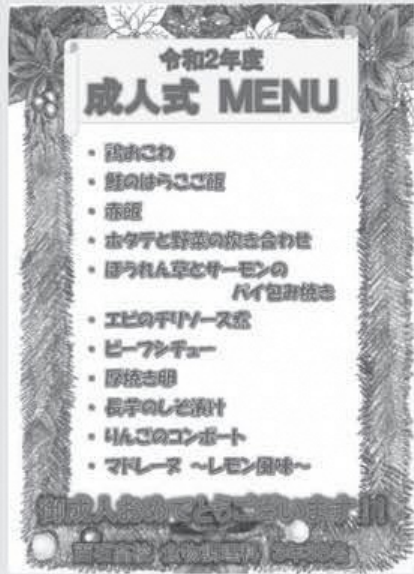 令和2年度
成人式 MENU
・ 鶏おこわ
・ 鮭のはらこご飯
・ 赤飯
・ ホタテと野菜の炊き合わせ
・ ほうれん草とサーモンの
パイ包み焼き
・ エビのチリソース煮
・ ビーフシチュー
・ 厚焼き卵
・ 長芋のしそ漬け
・ りんごのコンポート
・ マドレーヌ ～レモン風味～
御成人おめでとうございます!!